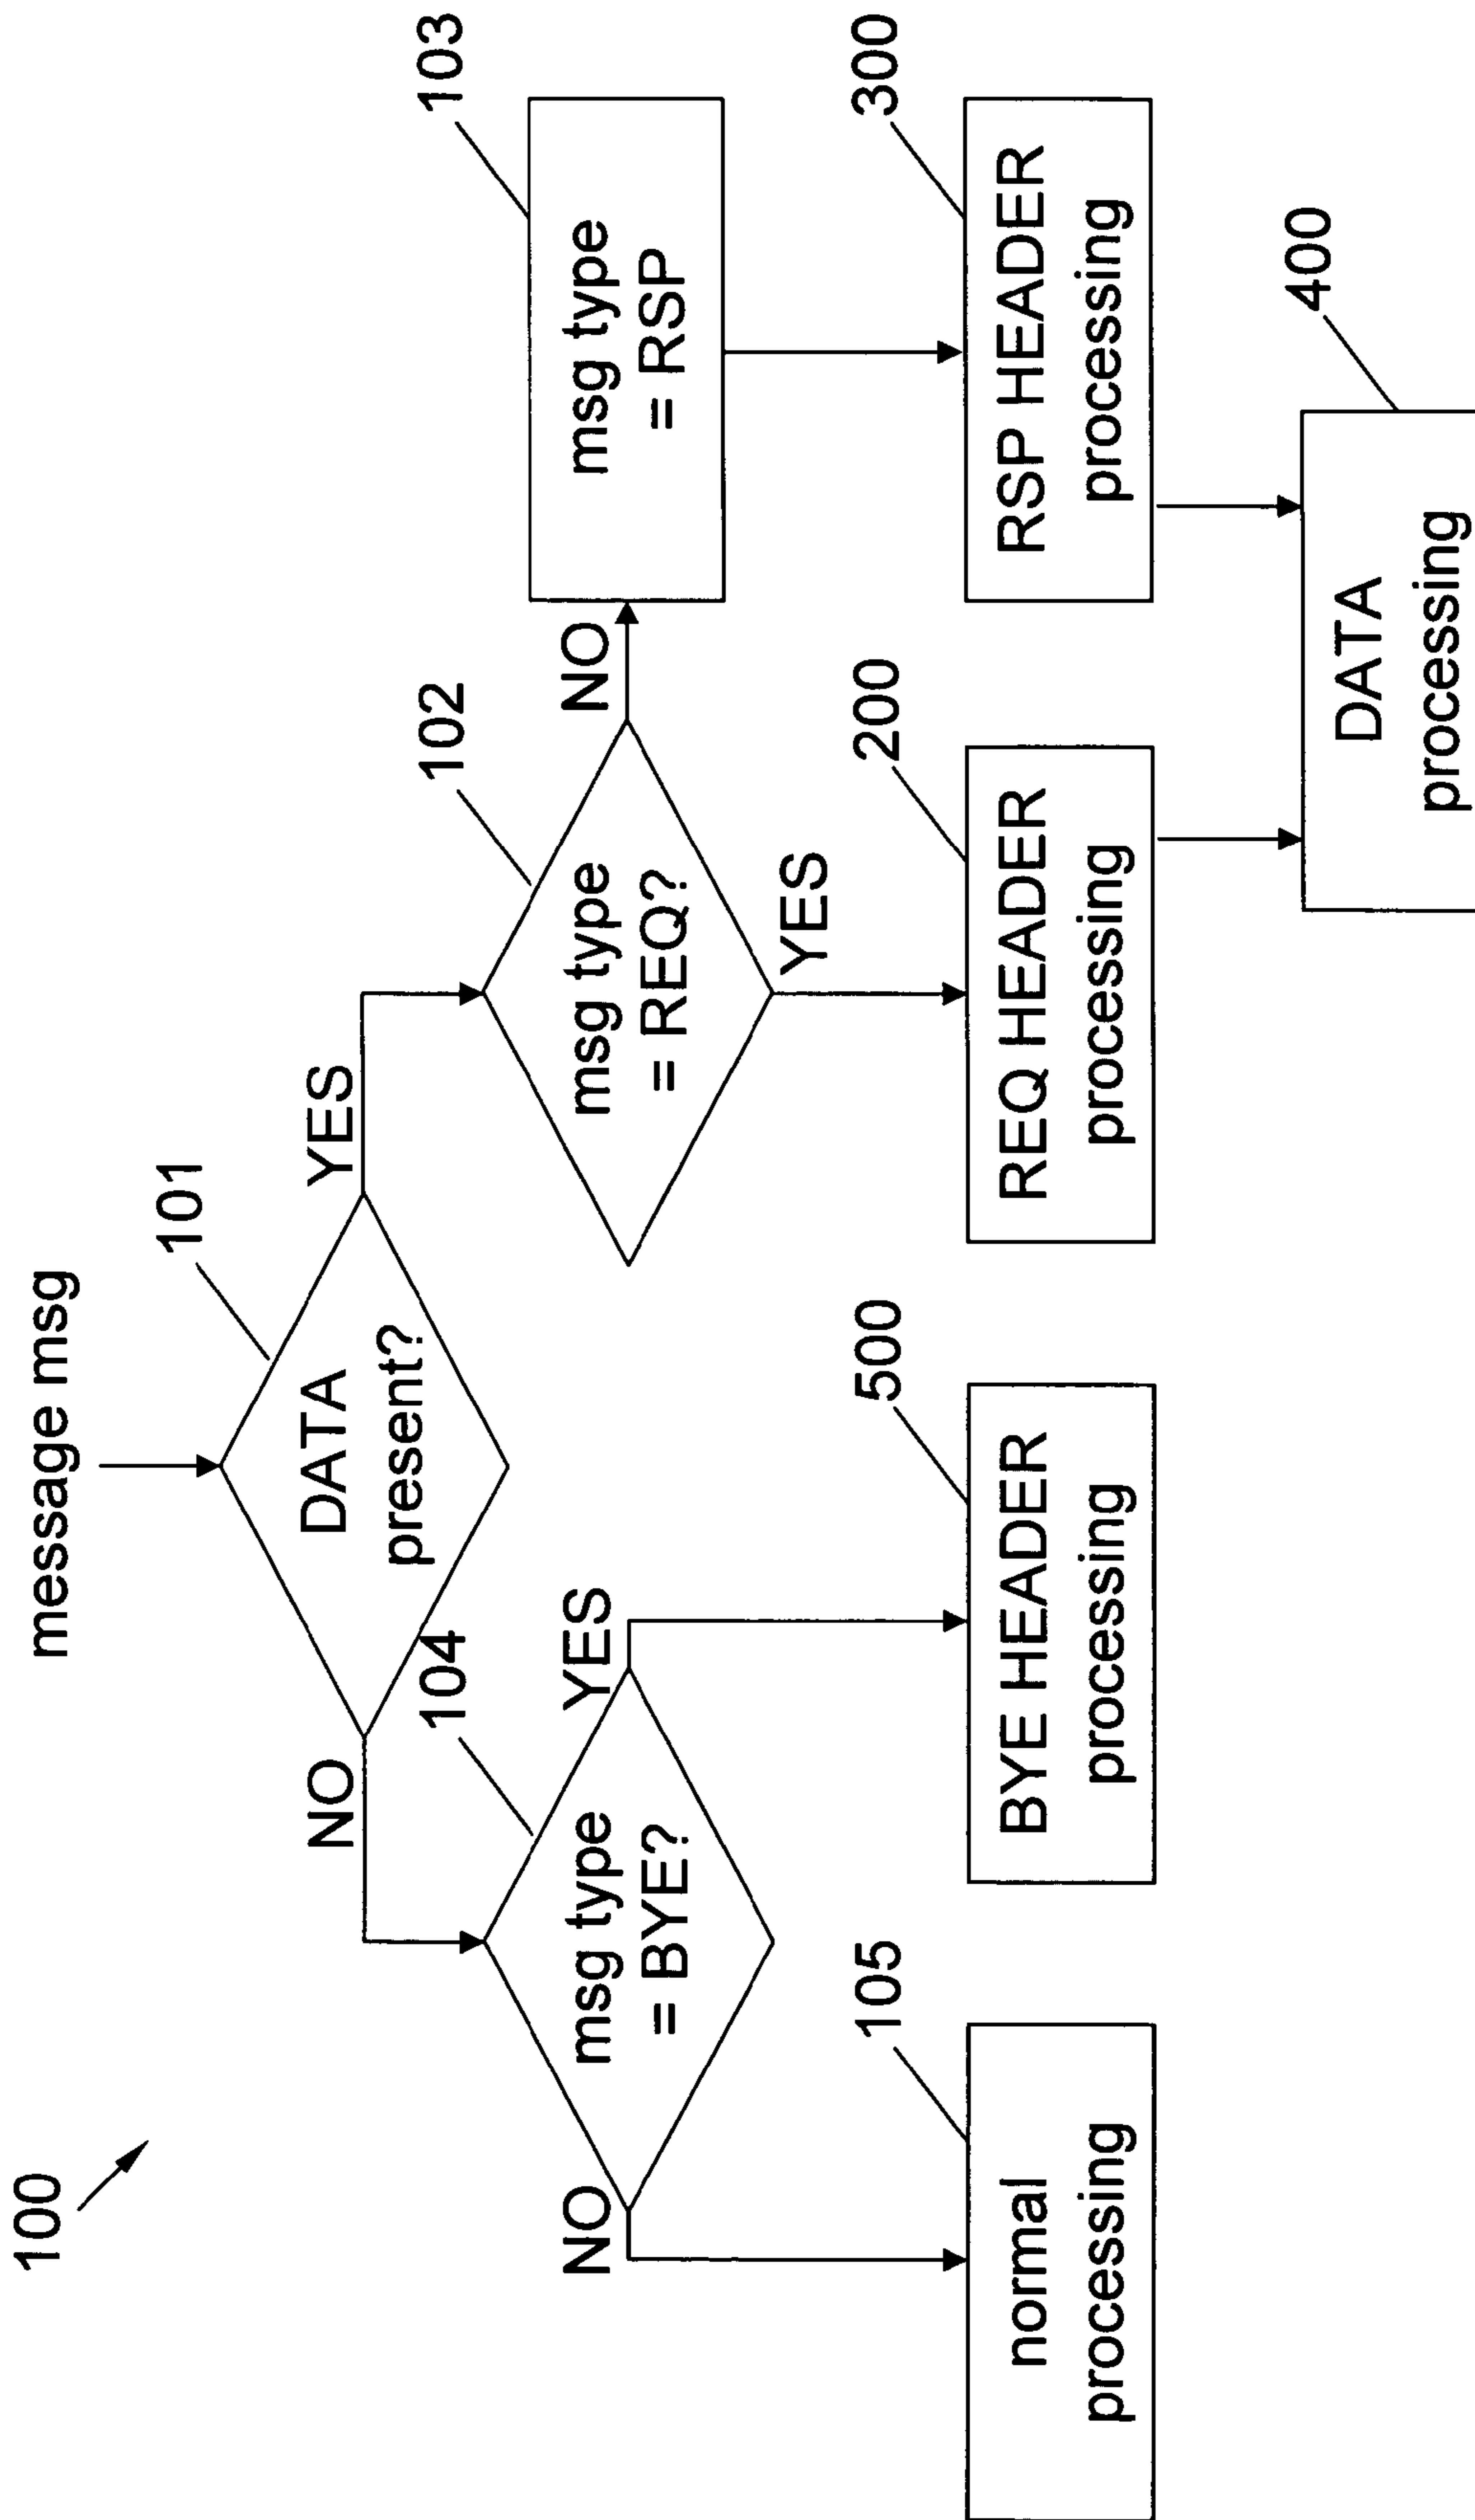 100
message msg
101
DATA
present?
NO
YES
104
msg type
= BYE?
NO
YES
102
msg type
= REQ?
NO
YES
103
msg type
= RSP
105
normal
processing
500
BYE HEADER
processing
200
REQ HEADER
processing
300
RSP HEADER
processing
400
DATA
processing